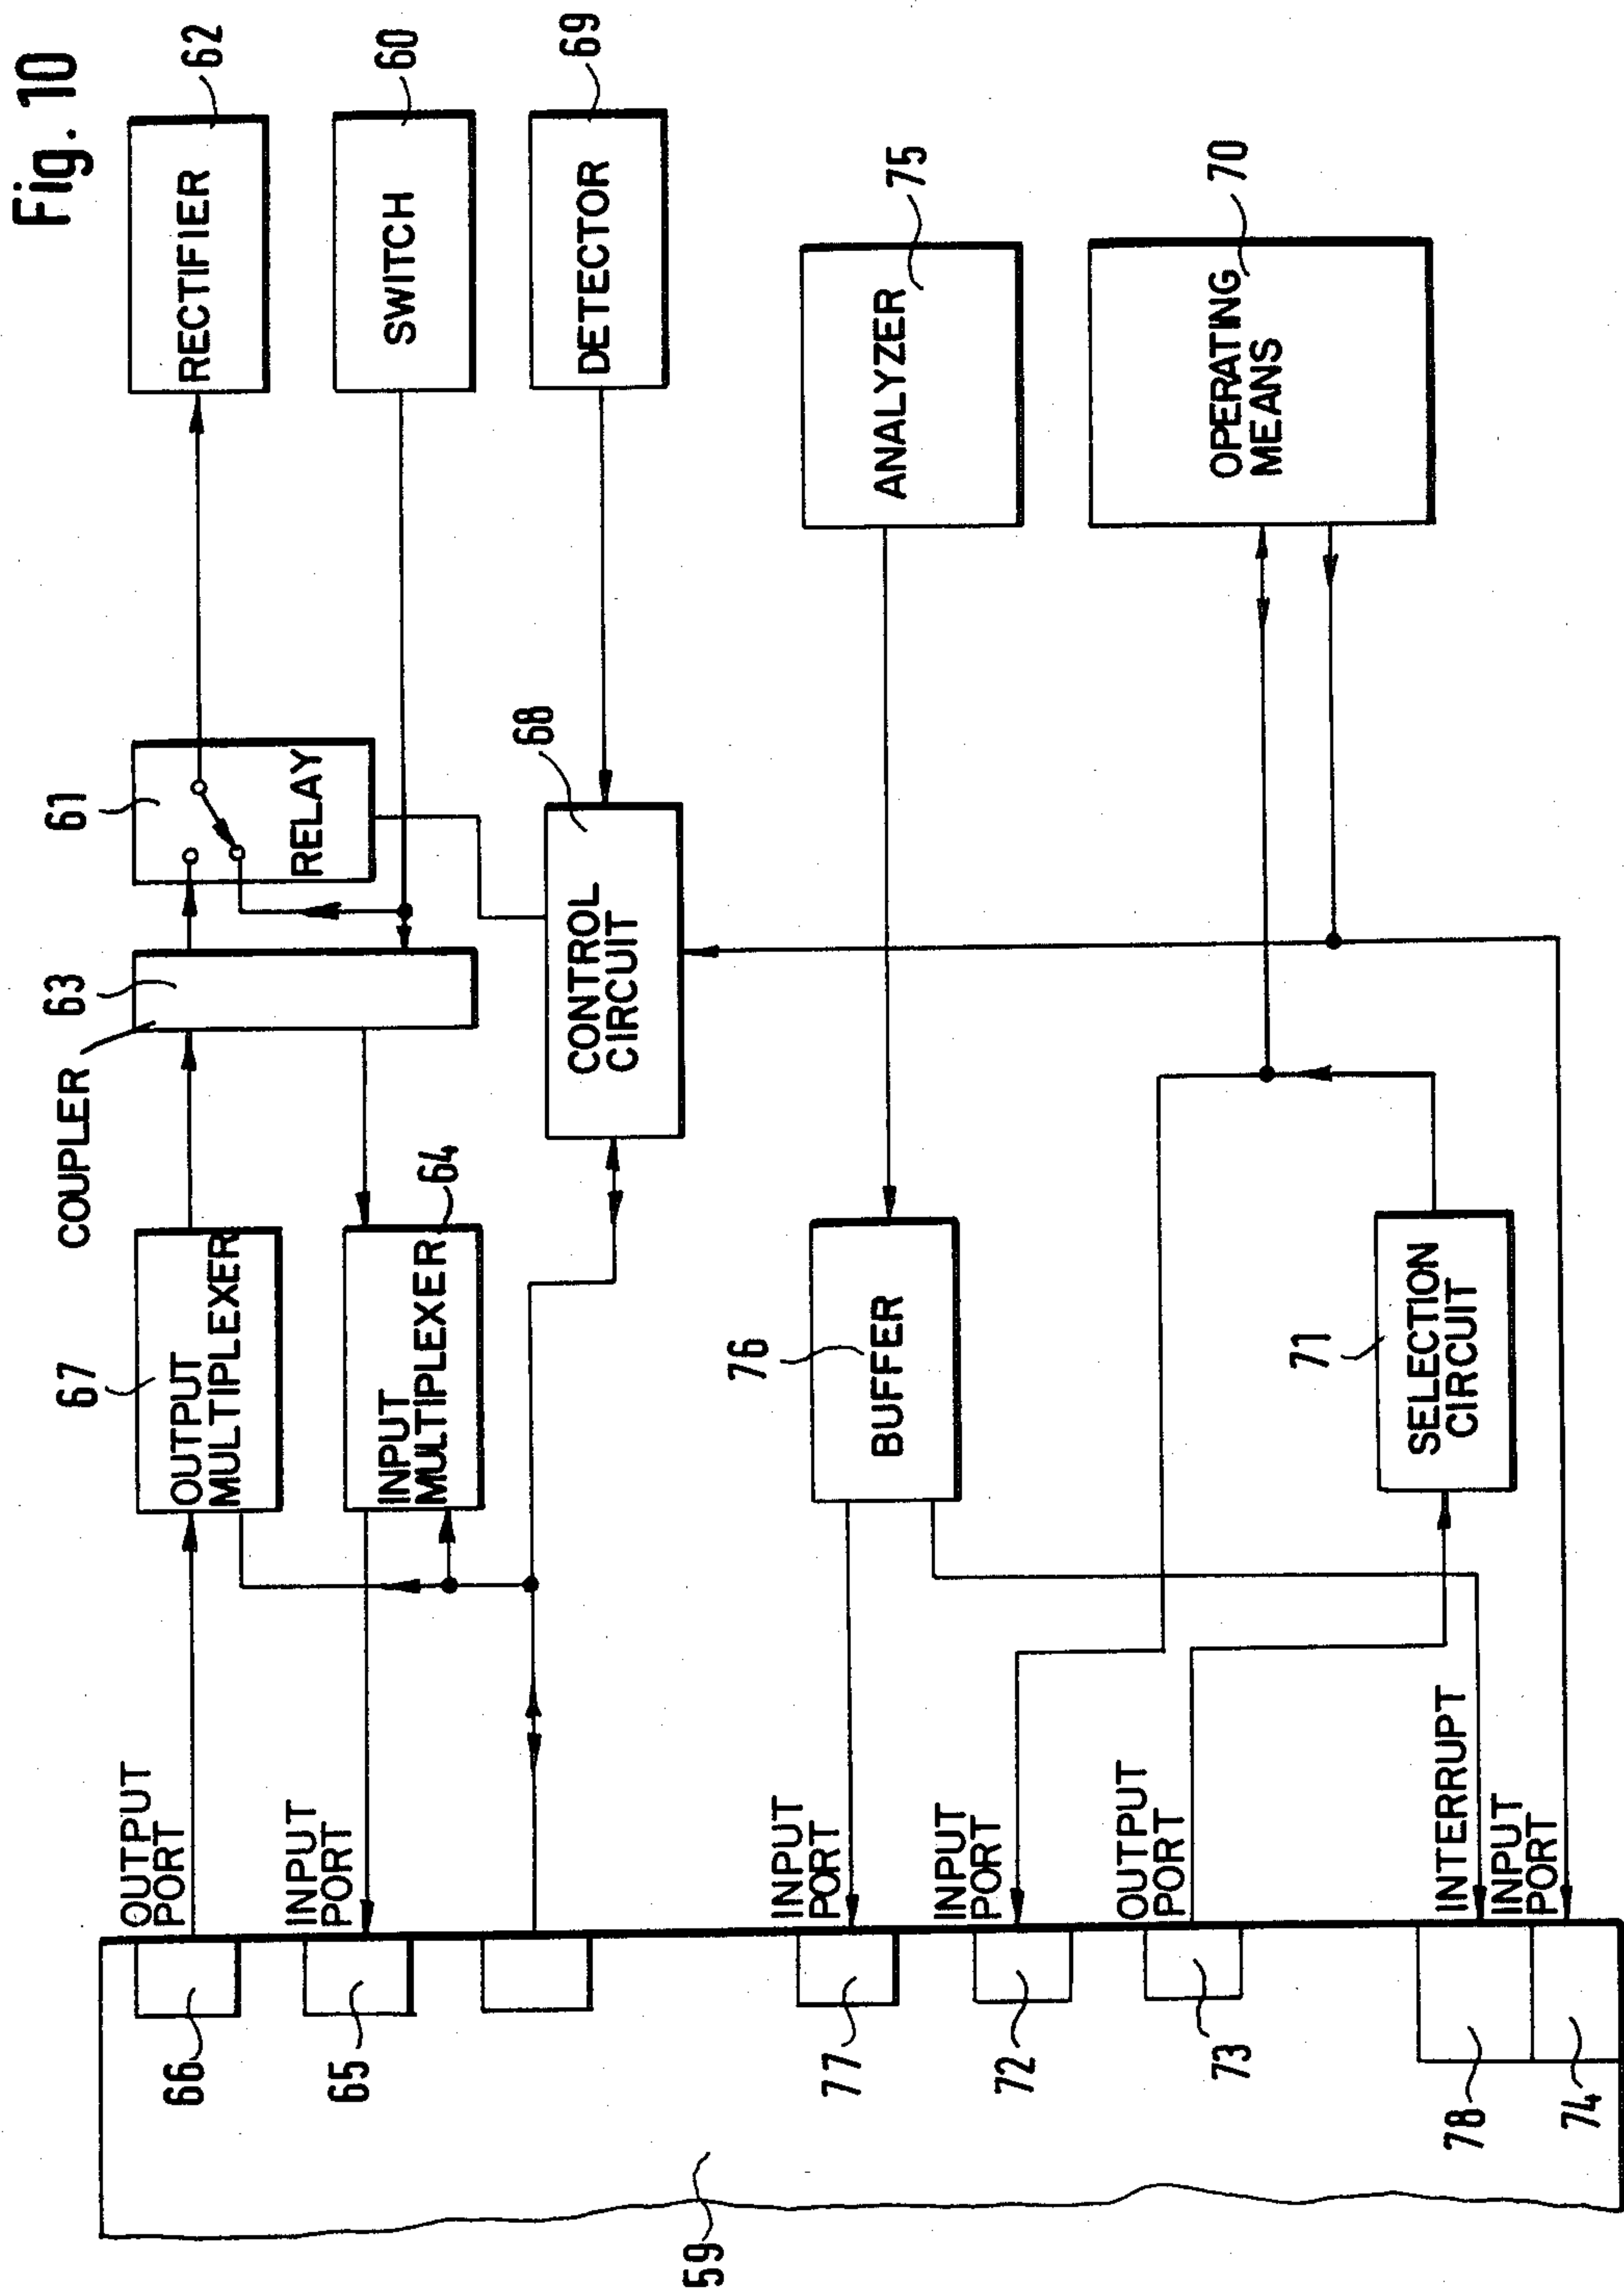 Fig. 10
62
RECTIFIER
60
SWITCH
69
DETECTOR
75
ANALYZER
70
OPERATING
MEANS
61
RELAY
63
COUPLER
68
CONTROL
CIRCUIT
67
OUTPUT
MULTIPLEXER
64
INPUT
MULTIPLEXER
76
BUFFER
71
SELECTION
CIRCUIT
OUTPUT
PORT
INPUT
PORT
INPUT
PORT
INPUT
PORT
OUTPUT
PORT
INTERRUPT
INPUT
PORT
66
65
77
72
73
78
74
59